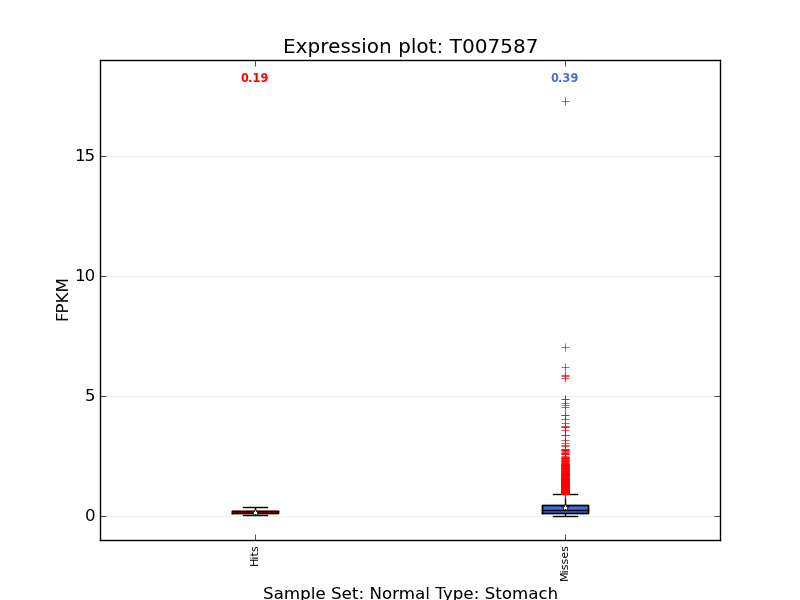 Expression plot: T007587
0.19
0.39
15
10
5
0
FPKM
Hits
Misses
Sample Set: Normal Type: Stomach